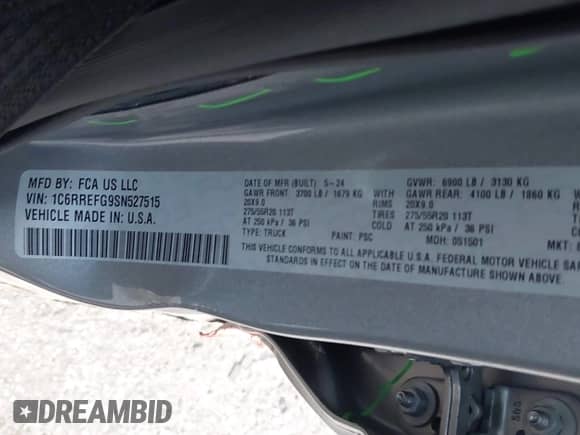 MFD BY: FCA US LLC
VIN: 1C6RREFG9SN527515
VEHICLE MADE IN: U.S.A.
DATE OF MFR (BUILT) 5-24
GAWR FRONT: 3700 LB / 1679 KG
20X9.0
275/55R20 113T
AT 250 kPa / 36 PSI
TYPE: TRUCK PAINT: PSC
RIMS
TIRES
COLD
GVWR: 6900 LB / 3130 KG
GAWR REAR: 4100 LB / 1860 KG
20X9.0
275/55R20 113T
AT 250 kPa / 36 PSI
MDH: 051501 MKT:
THIS VEHICLE CONFORMS TO ALL APPLICABLE U.S.A. FEDERAL MOTOR VEHICLE SAF
STANDARDS IN EFFECT ON THE DATE OF MANUFACTURE SHOWN ABOVE.
565
DREAMBID